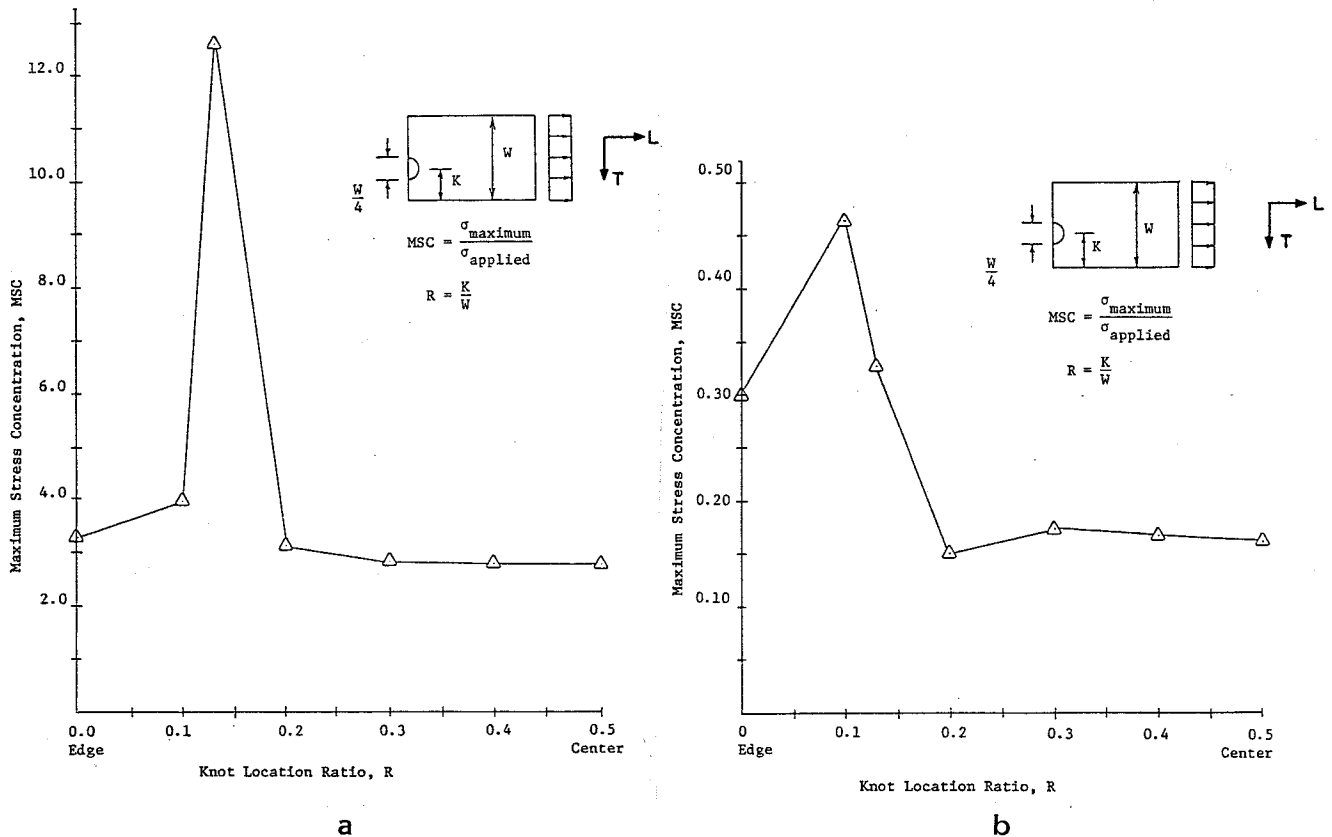 Maximum Stress Concentration, MSC
12.0
10.0
8.0
6.0
4.0
2.0
0.0
0.1
0.2
0.3
0.4
0.5
Edge
Center
Knot Location Ratio, R
W
K
W/4
L
T
MSC = σmaximum/σapplied
R = K/W
a
Maximum Stress Concentration, MSC
0.50
0.40
0.30
0.20
0.10
0
0.1
0.2
0.3
0.4
0.5
Edge
Center
Knot Location Ratio, R
W
K
W/4
L
T
MSC = σmaximum/σapplied
R = K/W
b